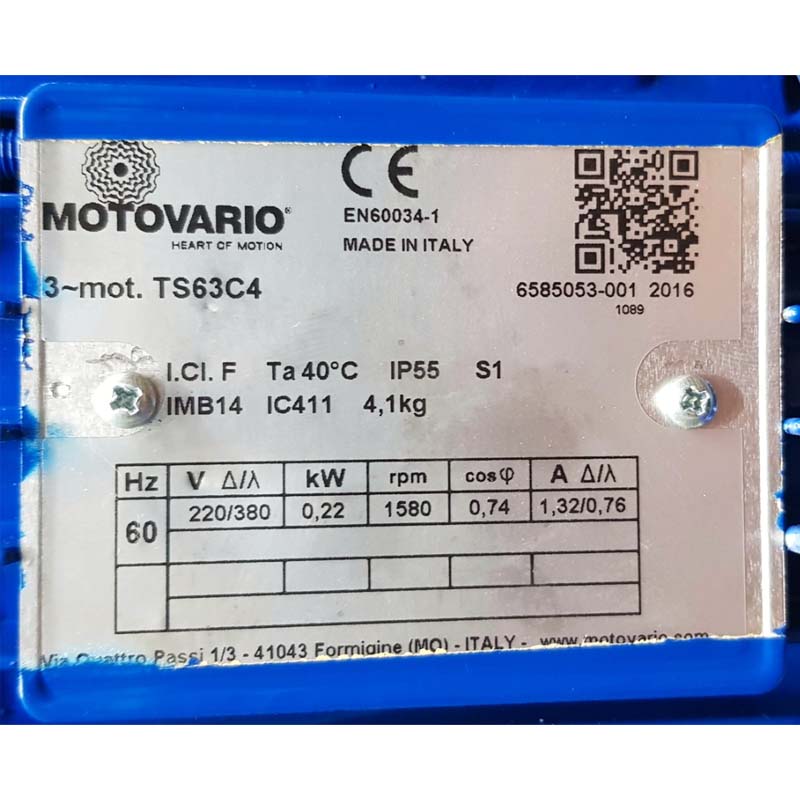 MOTOVARIO®
HEART OF MOTION
CE
EN60034-1
MADE IN ITALY
3~mot. TS63C4
6585053-001 2016
1089
I.Cl. F Ta 40°C IP55 S1
IMB14 IC411 4,1kg
Hz V Δ/λ kW rpm cosφ A Δ/λ
60 220/380 0,22 1580 0,74 1,32/0,76
Via Quattro Passi 1/3 - 41043 Formigine (MO) - ITALY - www.motovario.com